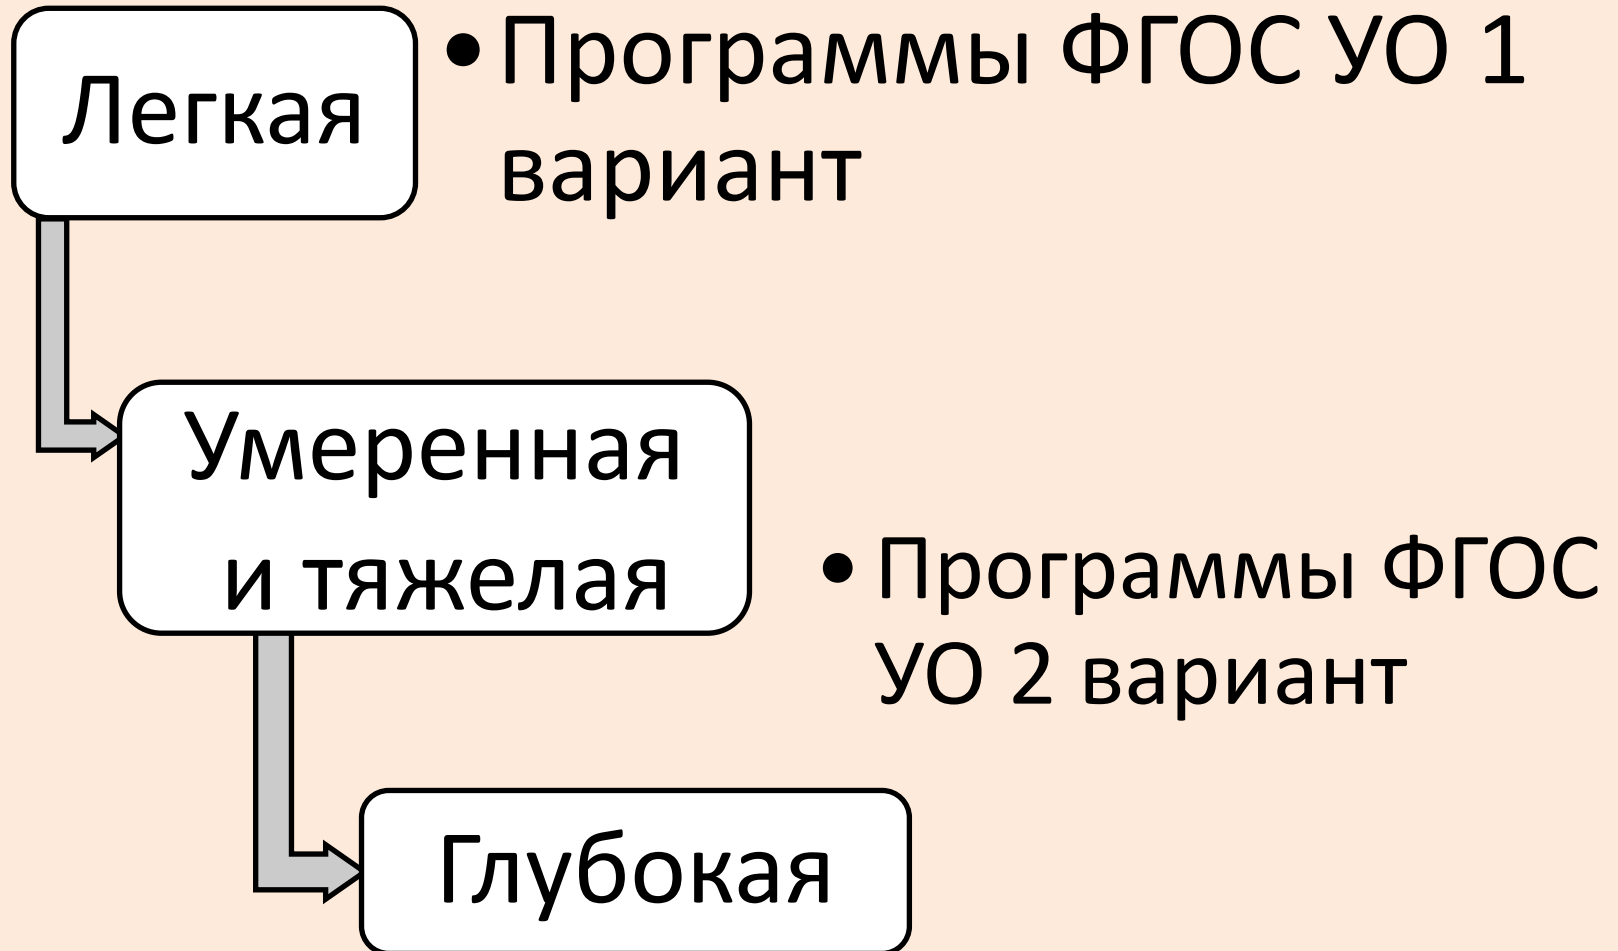 Легкая
• Программы ФГОС УО 1
вариант
Умеренная
и тяжелая
• Программы ФГОС
УО 2 вариант
Глубокая